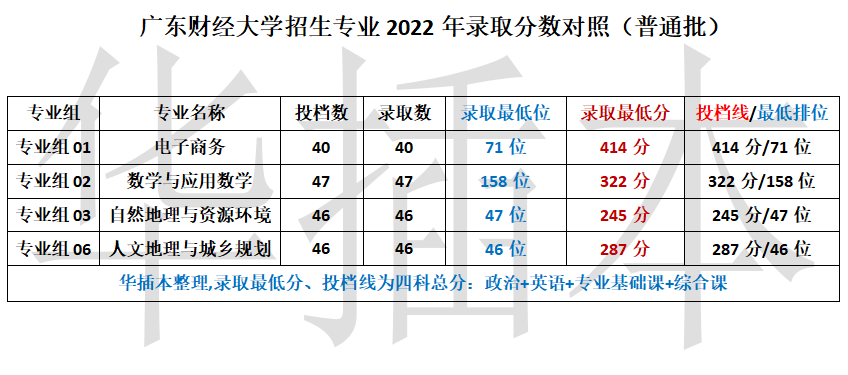 广东财经大学招生专业 2022 年录取分数对照（普通批）
专业组 专业名称 投档数 录取数 录取最低位 录取最低分 投档线/最低排位
专业组 01 电子商务 40 40 71 位 414 分 414 分/71 位
专业组 02 数学与应用数学 47 47 158 位 322 分 322 分/158 位
专业组 03 自然地理与资源环境 46 46 47 位 245 分 245 分/47 位
专业组 06 人文地理与城乡规划 46 46 46 位 287 分 287 分/46 位
华插本整理,录取最低分、投档线为四科总分：政治+英语+专业基础课+综合课
华插本